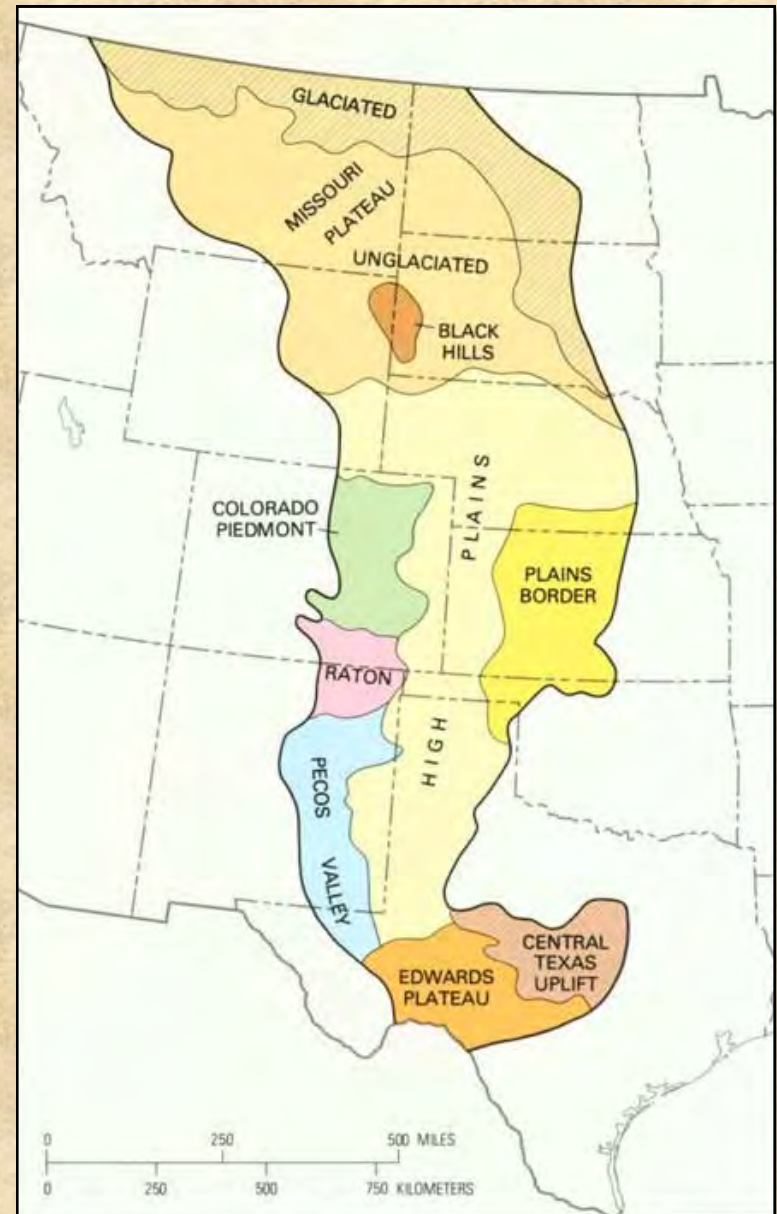 GLACIATED
MISSOURI
PLATEAU
UNGLACIATED
BLACK
HILLS
PLAINS
COLORADO
PIEDMONT
PLAINS
BORDER
RATON
HIGH
PECOS
VALLEY
CENTRAL
TEXAS
UPLIFT
EDWARDS
PLATEAU
0 250 500 MILES
0 250 500 750 KILOMETERS